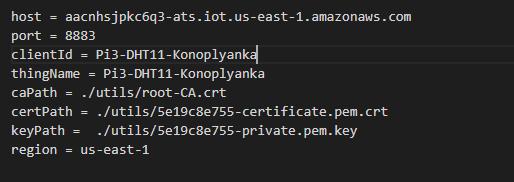 host = aacnhsjpkc6q3-ats.iot.us-east-1.amazonaws.com
port = 8883
clientId = Pi3-DHT11-Konoplyanka
thingName = Pi3-DHT11-Konoplyanka
caPath = ./utils/root-CA.crt
certPath = ./utils/5e19c8e755-certificate.pem.crt
keyPath =  ./utils/5e19c8e755-private.pem.key
region = us-east-1